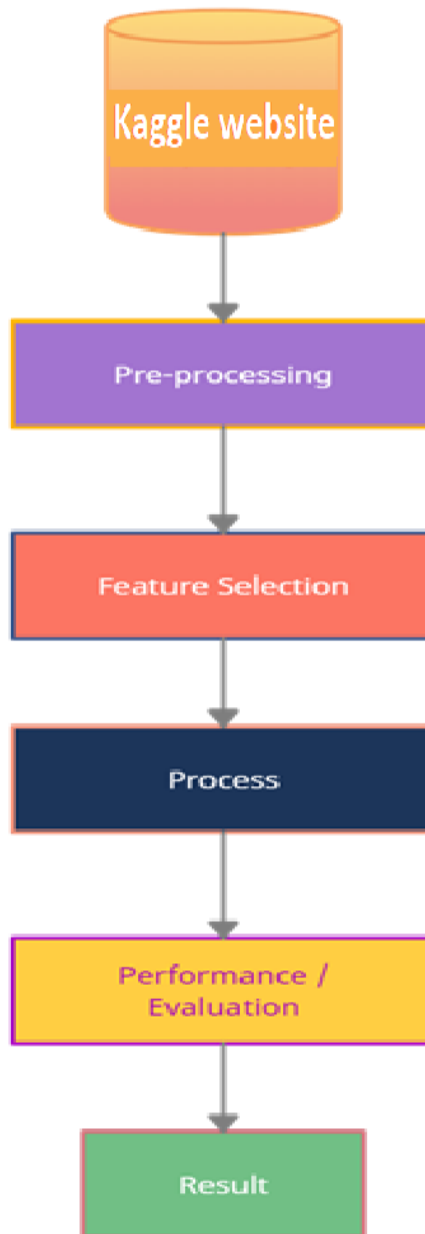 Kaggle website
Pre-processing
Feature Selection
Process
Performance /
Evaluation
Result